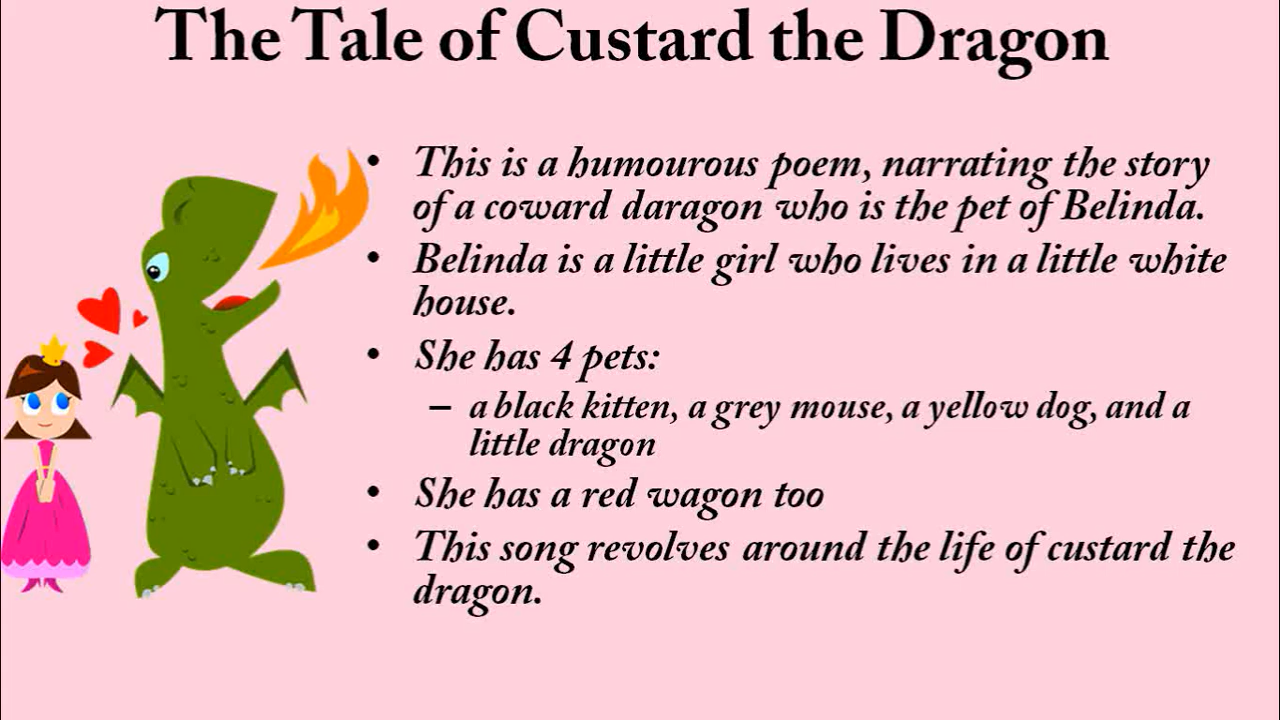 The Tale of Custard the Dragon
• This is a humourous poem, narrating the story
of a coward daragon who is the pet of Belinda.
• Belinda is a little girl who lives in a little white
house.
• She has 4 pets:
– a black kitten, a grey mouse, a yellow dog, and a
little dragon
• She has a red wagon too
• This song revolves around the life of custard the
dragon.